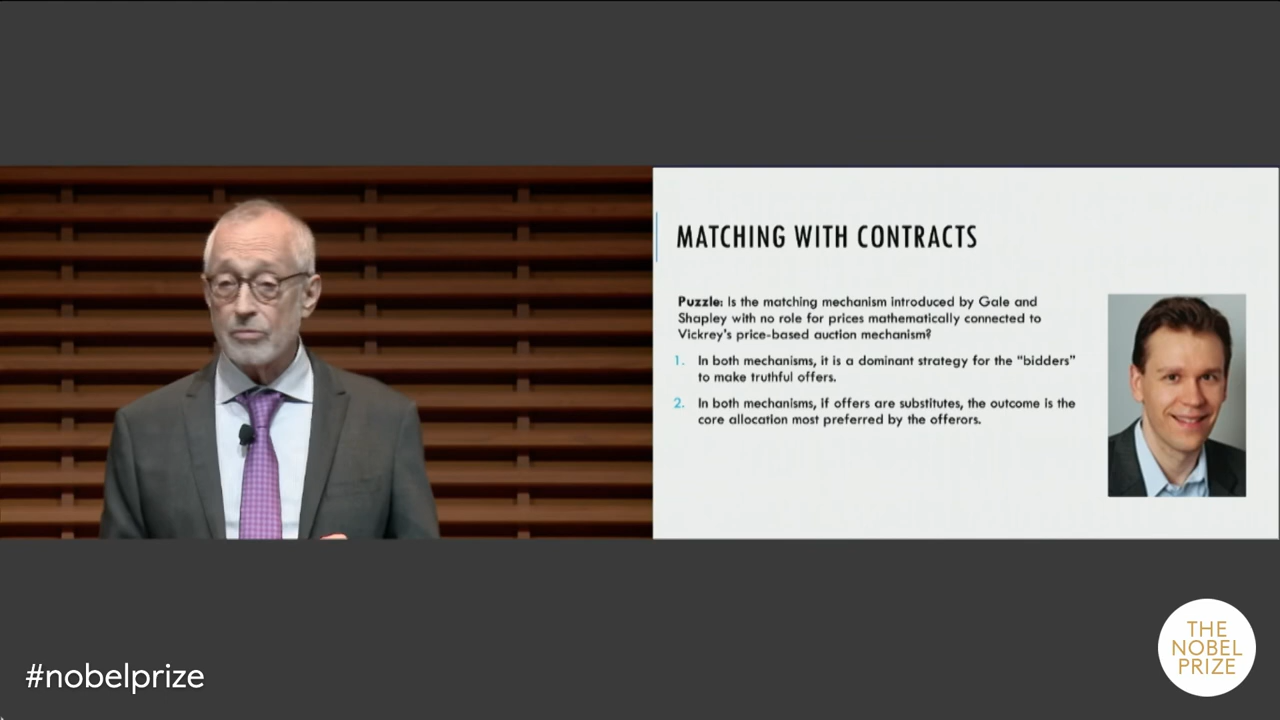 MATCHING WITH CONTRACTS
Puzzle: Is the matching mechanism introduced by Gale and
Shapley with no role for prices mathematically connected to
Vickrey's price-based auction mechanism?
1. In both mechanisms, it is a dominant strategy for the "bidders"
to make truthful offers.
2. In both mechanisms, if offers are substitutes, the outcome is the
core allocation most preferred by the offerors.
#nobelprize
THE
NOBEL
PRIZE